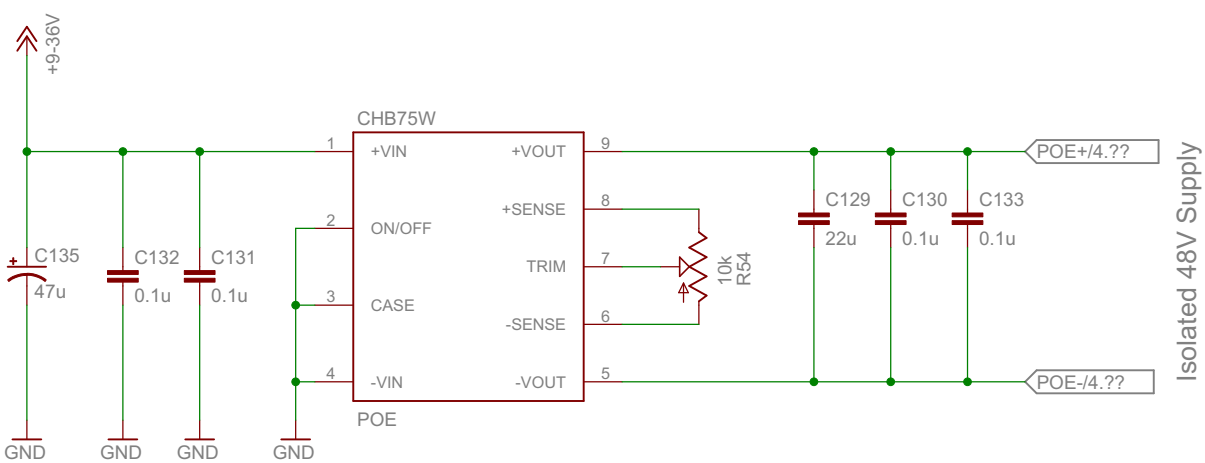 +9-36V
CHB75W
1
+VIN
+VOUT
9
POE+/4.??
+SENSE
8
C129
C130
C133
2
ON/OFF
22u
0.1u
0.1u
C135
C132
C131
TRIM
7
10k
R54
47u
0.1u
0.1u
3
CASE
-SENSE
6
4
-VIN
-VOUT
5
POE-/4.??
POE
GND
GND
GND
GND
Isolated 48V Supply